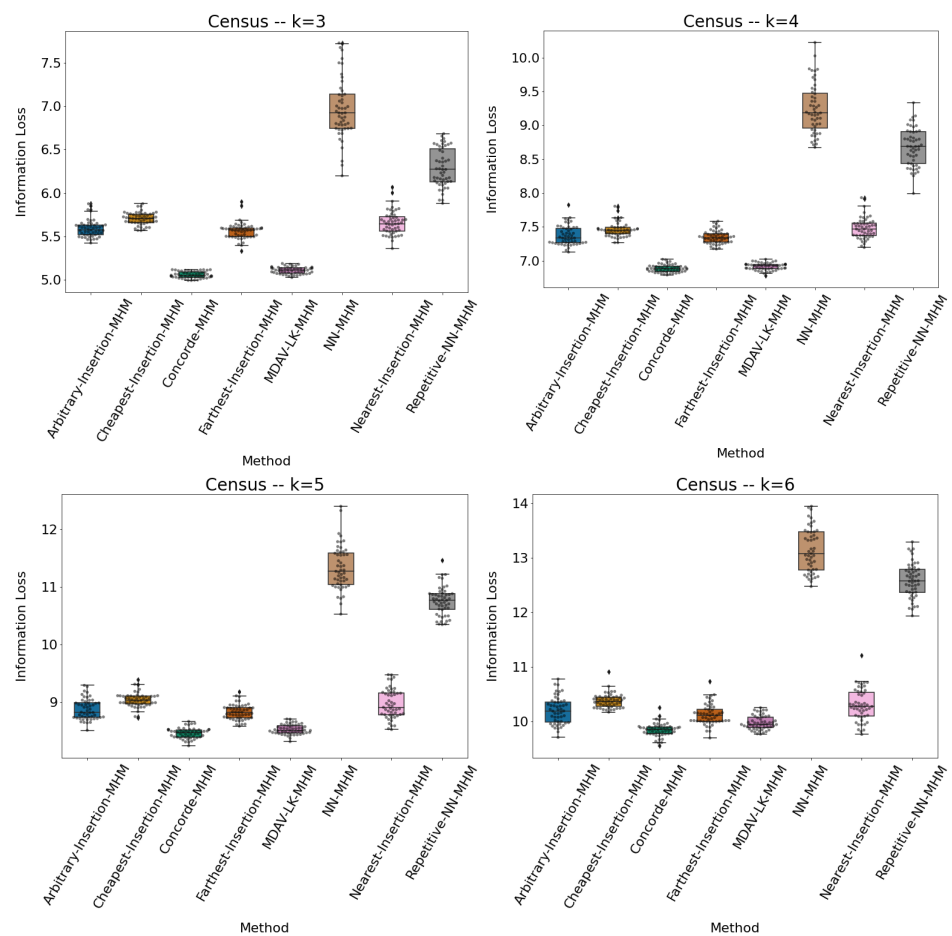 Census -- k=3
Information Loss
7.5
7.0
6.5
6.0
5.5
5.0
Arbitrary-Insertion-MHM
Cheapest-Insertion-MHM
Concorde-MHM
Farthest-Insertion-MHM
MDAV-LK-MHM
NN-MHM
Nearest-Insertion-MHM
Repetitive-NN-MHM
Method
Census -- k=4
Information Loss
10.0
9.5
9.0
8.5
8.0
7.5
7.0
Arbitrary-Insertion-MHM
Cheapest-Insertion-MHM
Concorde-MHM
Farthest-Insertion-MHM
MDAV-LK-MHM
NN-MHM
Nearest-Insertion-MHM
Repetitive-NN-MHM
Method
Census -- k=5
Information Loss
12
11
10
9
Arbitrary-Insertion-MHM
Cheapest-Insertion-MHM
Concorde-MHM
Farthest-Insertion-MHM
MDAV-LK-MHM
NN-MHM
Nearest-Insertion-MHM
Repetitive-NN-MHM
Method
Census -- k=6
Information Loss
14
13
12
11
10
Arbitrary-Insertion-MHM
Cheapest-Insertion-MHM
Concorde-MHM
Farthest-Insertion-MHM
MDAV-LK-MHM
NN-MHM
Nearest-Insertion-MHM
Repetitive-NN-MHM
Method